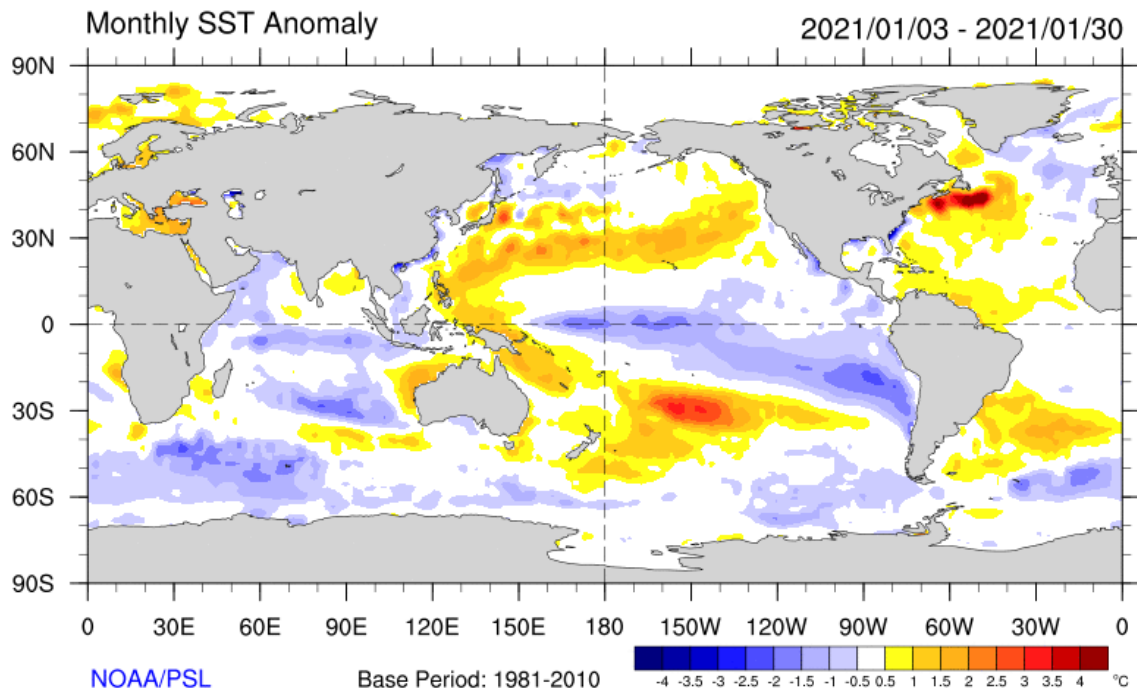 Monthly SST Anomaly 2021/01/03 - 2021/01/30
90N
60N
30N
0
30S
60S
90S
0 30E 60E 90E 120E 150E 180 150W 120W 90W 60W 30W 0
NOAA/PSL Base Period: 1981-2010
-4 -3.5 -3 -2.5 -2 -1.5 -1 -0.5 0.5 1 1.5 2 2.5 3 3.5 4 °C